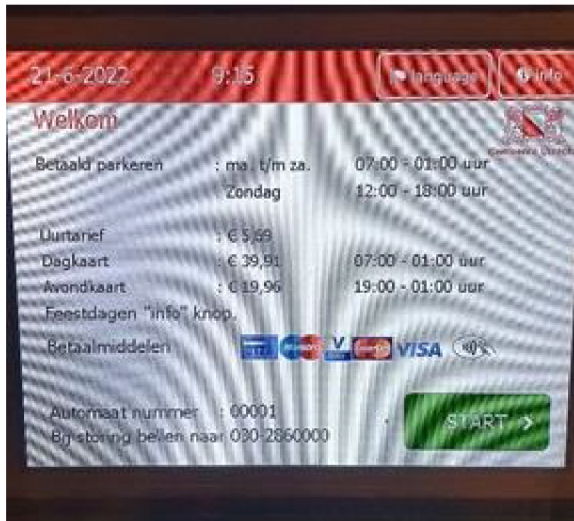 21-6-2022 9:15 language info
Welkom
Gemeente Utrecht
Betaald parkeren : ma. t/m za. 07:00 - 01:00 uur
Zondag 12:00 - 18:00 uur
Uurtarief : € 5,69
Dagkaart : € 39,91 07:00 - 01:00 uur
Avondkaart : € 19,96 19:00 - 01:00 uur
Feestdagen "info" knop.
Betaalmiddelen V VISA
Automaat nummer : 00001
Bij storing bellen naar 030-2860000
START >